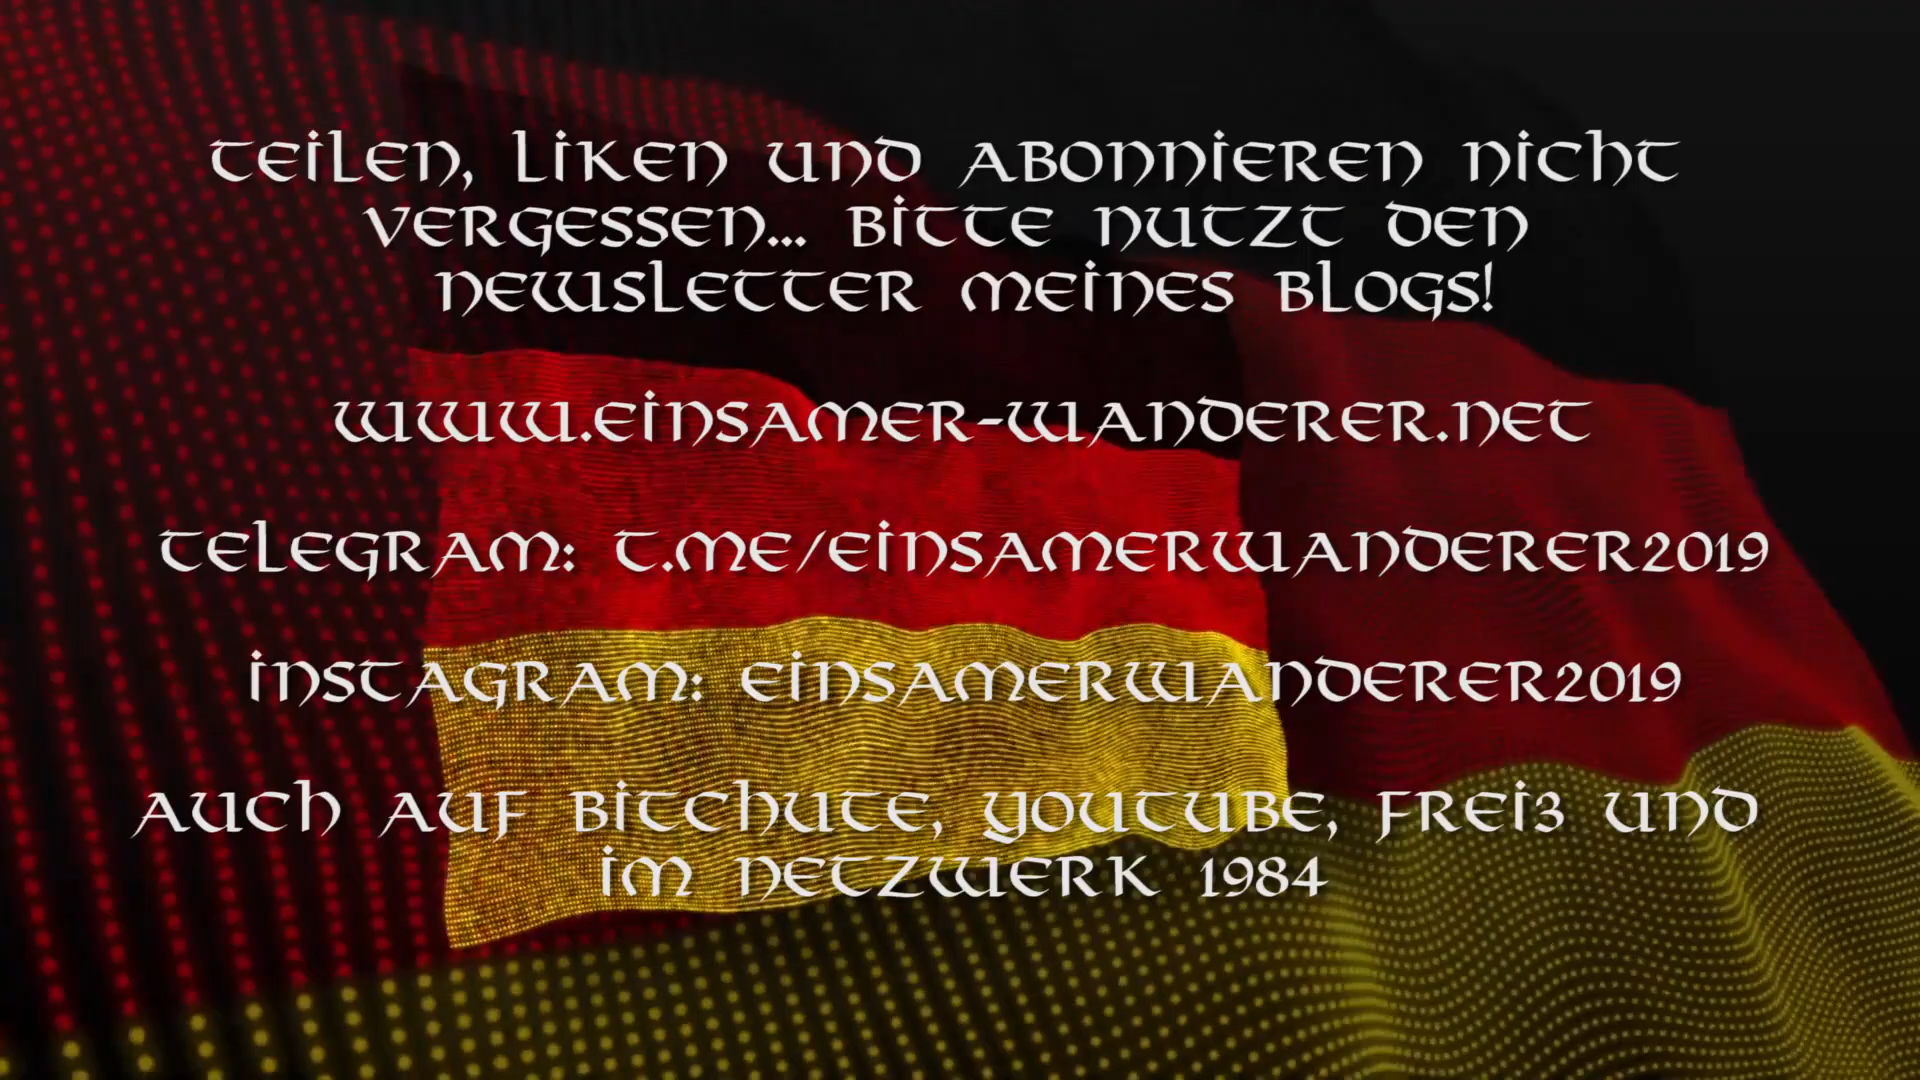 Teilen, Liken und Abonnieren nicht
vergessen... Bitte nutzt den
Newsletter meines Blogs!
www.einsamer-wanderer.net
Telegram: t.me/einsamerwanderer2019
Instagram: einsamerwanderer2019
Auch auf Bitchute, Youtube, Frei3 und
im Netzwerk 1984